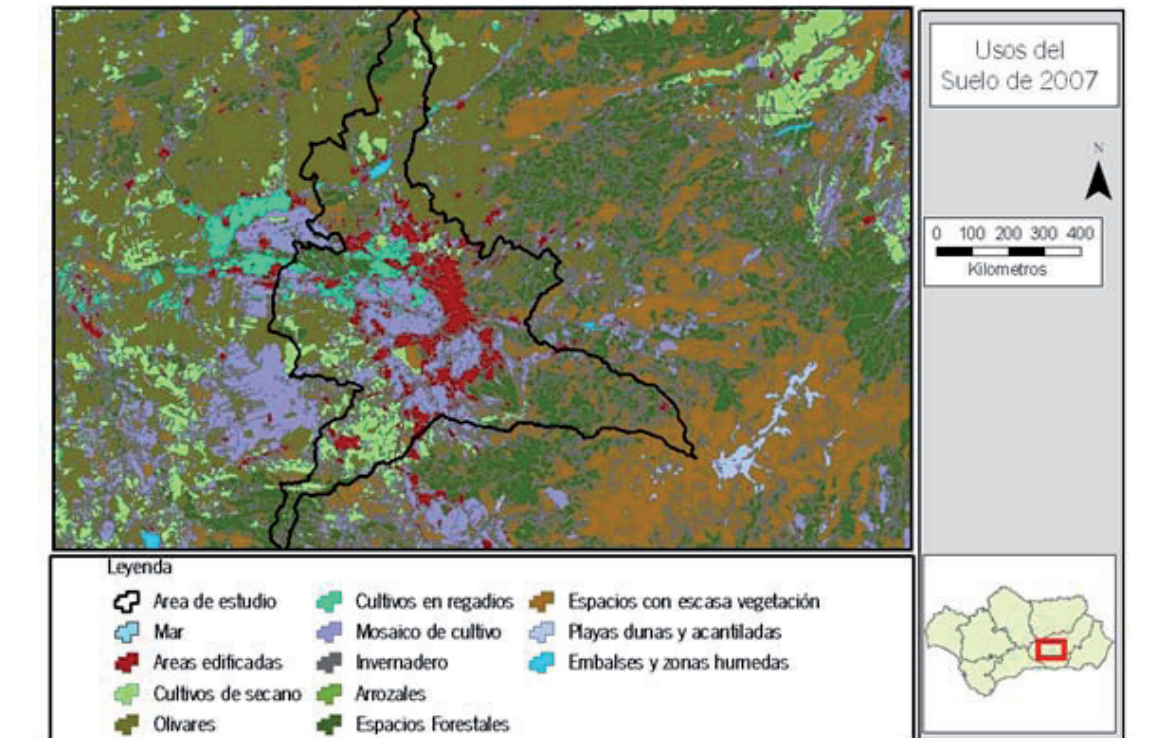 Usos del
Suelo de 2007
N
0 100 200 300 400
Kilometros
Leyenda
Area de estudio
Mar
Areas edificadas
Cultivos de secano
Olivares
Cultivos en regadios
Mosaico de cultivo
Invernadero
Arrozales
Espacios Forestales
Espacios con escasa vegetación
Playas dunas y acantiladas
Embalses y zonas humedas